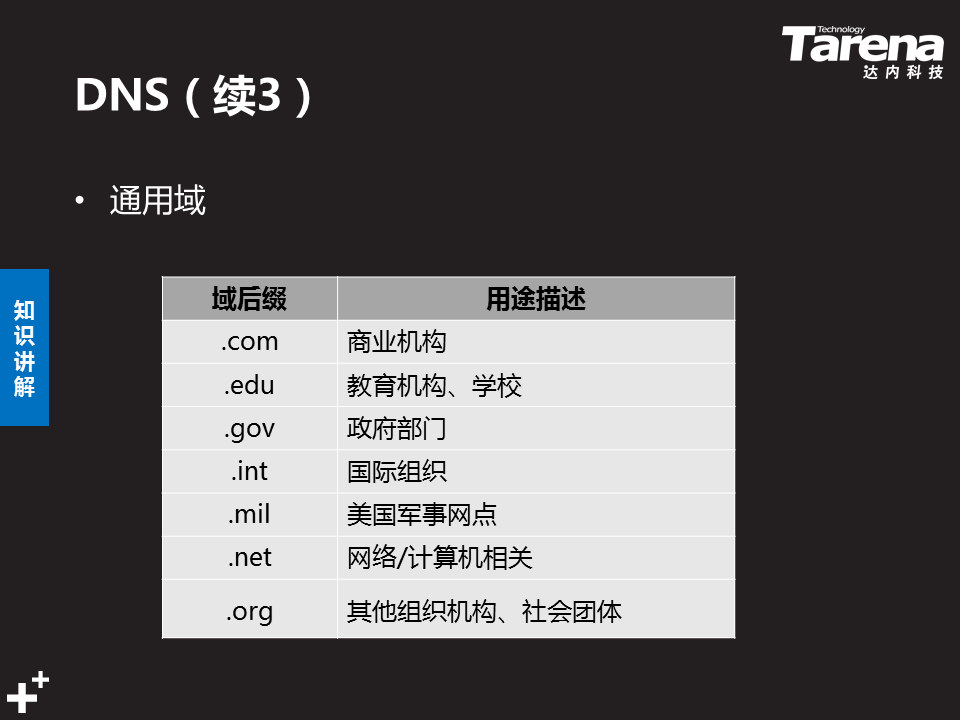 Technology
Tarena
达内科技
DNS（续3）
• 通用域
知识讲解
域后缀 用途描述
.com 商业机构
.edu 教育机构、学校
.gov 政府部门
.int 国际组织
.mil 美国军事网点
.net 网络/计算机相关
.org 其他组织机构、社会团体